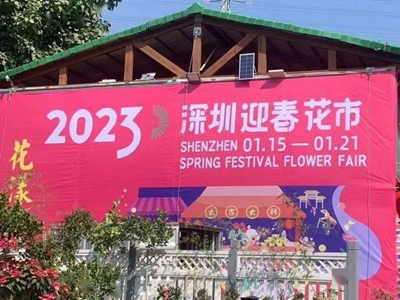 2023 深圳迎春花市
SHENZHEN 01.15 — 01.21
SPRING FESTIVAL FLOWER FAIR
花
大吉大利